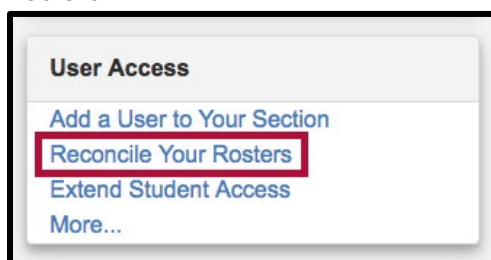 User Access
Add a User to Your Section
Reconcile Your Rosters
Extend Student Access
More...